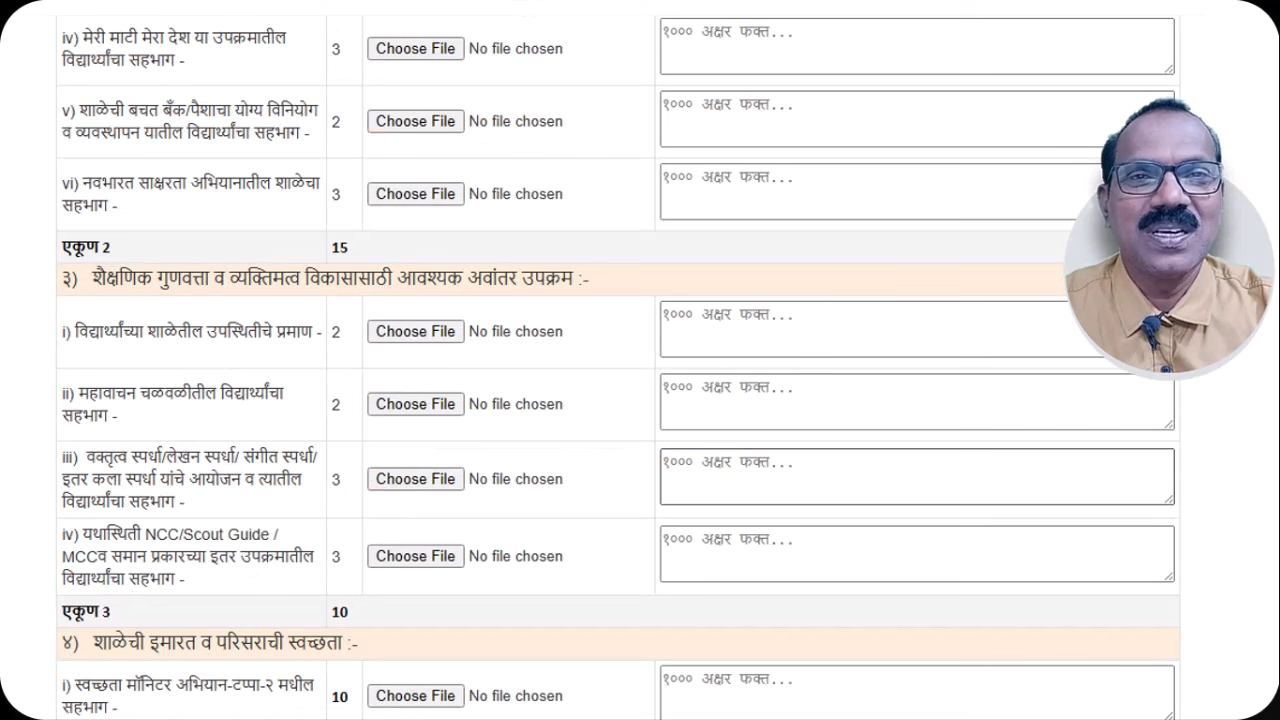 iv) मेरी माटी मेरा देश या उपक्रमातील
विद्यार्थ्यांचा सहभाग -
3
Choose File No file chosen
१००० अक्षर फक्त...
v) शाळेची बचत बँक/पैशाचा योग्य विनियोग
व व्यवस्थापन यातील विद्यार्थ्यांचा सहभाग -
2
Choose File No file chosen
१००० अक्षर फक्त...
vi) नवभारत साक्षरता अभियानातील शाळेचा
सहभाग -
3
Choose File No file chosen
१००० अक्षर फक्त...
एकूण 2 15
३) शैक्षणिक गुणवत्ता व व्यक्तिमत्व विकासासाठी आवश्यक अवांतर उपक्रम :-
i) विद्यार्थ्यांच्या शाळेतील उपस्थितीचे प्रमाण -
2
Choose File No file chosen
१००० अक्षर फक्त...
ii) महावाचन चळवळीतील विद्यार्थ्यांचा
सहभाग -
2
Choose File No file chosen
१००० अक्षर फक्त...
iii) वक्तृत्व स्पर्धा/लेखन स्पर्धा/ संगीत स्पर्धा/
इतर कला स्पर्धा यांचे आयोजन व त्यातील
विद्यार्थ्यांचा सहभाग -
3
Choose File No file chosen
१००० अक्षर फक्त...
iv) यथास्थिती NCC/Scout Guide /
MCCव समान प्रकारच्या इतर उपक्रमातील
विद्यार्थ्यांचा सहभाग -
3
Choose File No file chosen
१००० अक्षर फक्त...
एकूण 3 10
४) शाळेची इमारत व परिसराची स्वच्छता :-
i) स्वच्छता मॉनिटर अभियान-टप्पा-२ मधील
सहभाग -
10
Choose File No file chosen
१००० अक्षर फक्त...